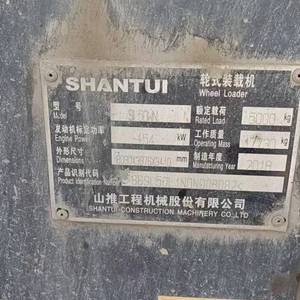 SHANTUI 轮式装载机
Wheel Loader
型号
Model
额定载荷 5000 kg
Rated Load
发动机标定功率 kW
Engine Power
工作质量 kg
Operating Mass
外形尺寸 mm
Dimensions
制造年度 2018
Manufacturing Year
产品识别代码
Product Identification
山推工程机械股份有限公司
SHANTUI-CONSTRUCTION MACHINERY CO.,LTD